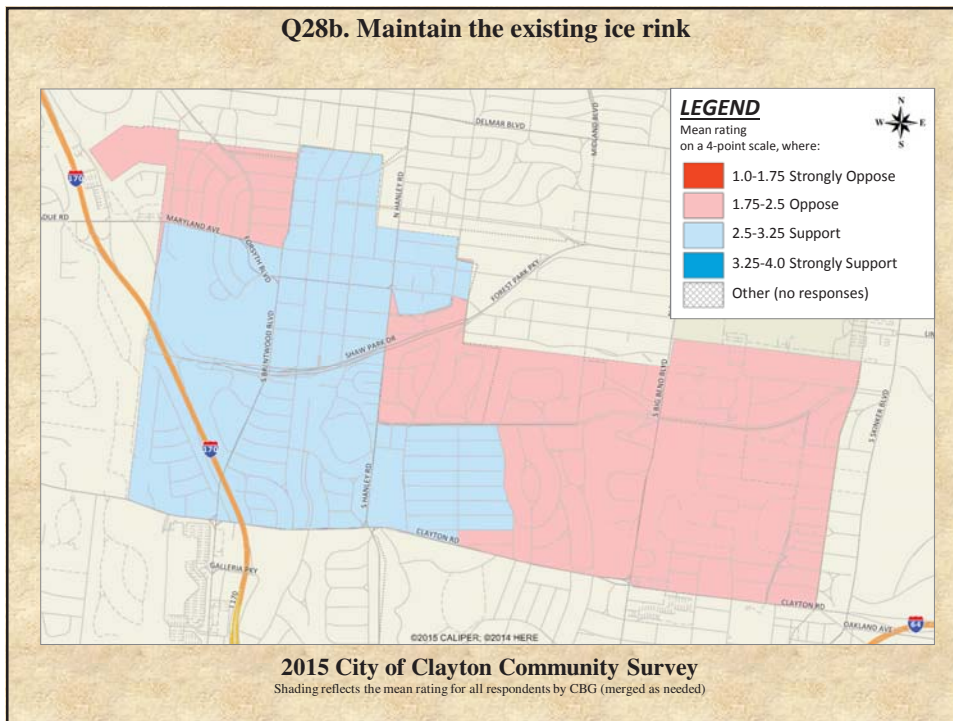 Q28b. Maintain the existing ice rink
LEGEND
Mean rating
on a 4-point scale, where:
1.0-1.75 Strongly Oppose
1.75-2.5 Oppose
2.5-3.25 Support
3.25-4.0 Strongly Support
Other (no responses)
N
W E
S
DELMAR BLVD
MIDLAND BLVD
N HANLEY RD
170
DUE RD
MARYLAND AVE
FORSYTH BLVD
FOREST PARK PKY
S BRENTWOOD BLVD
SHAW PARK DR
S BIG BEND BLVD
LIN
S SKINKER BLVD
170
S HANLEY RD
CLAYTON RD
GALLERIA PKY
I 170
CLAYTON RD
OAKLAND AVE
64
©2015 CALIPER; ©2014 HERE
2015 City of Clayton Community Survey
Shading reflects the mean rating for all respondents by CBG (merged as needed)